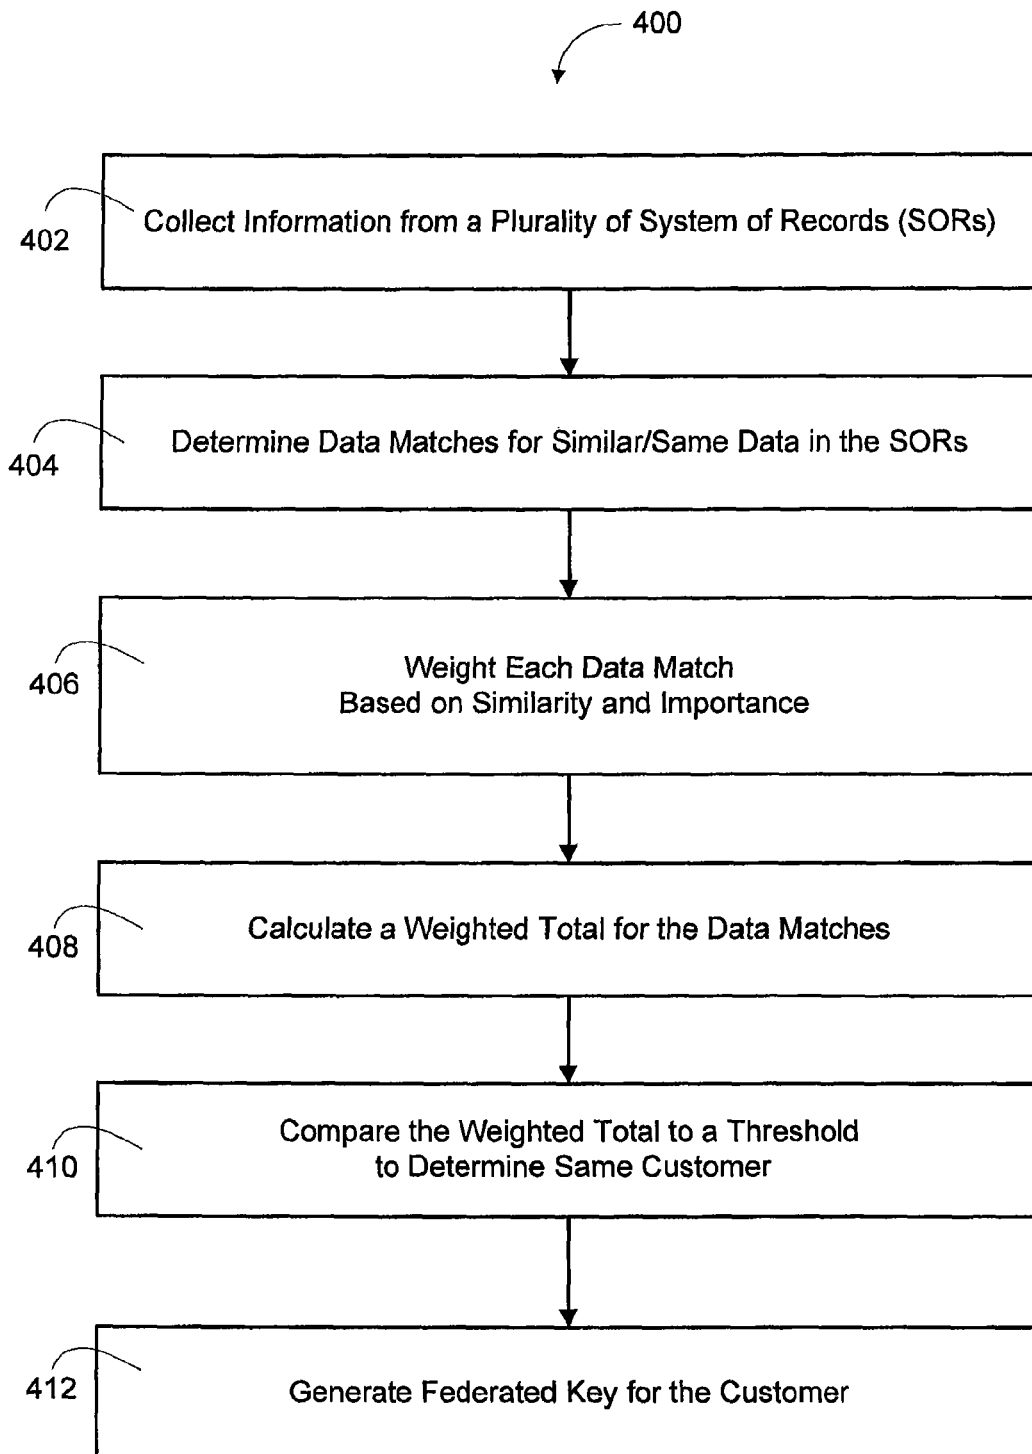 400
402
Collect Information from a Plurality of System of Records (SORs)
404
Determine Data Matches for Similar/Same Data in the SORs
406
Weight Each Data Match
Based on Similarity and Importance
408
Calculate a Weighted Total for the Data Matches
410
Compare the Weighted Total to a Threshold
to Determine Same Customer
412
Generate Federated Key for the Customer